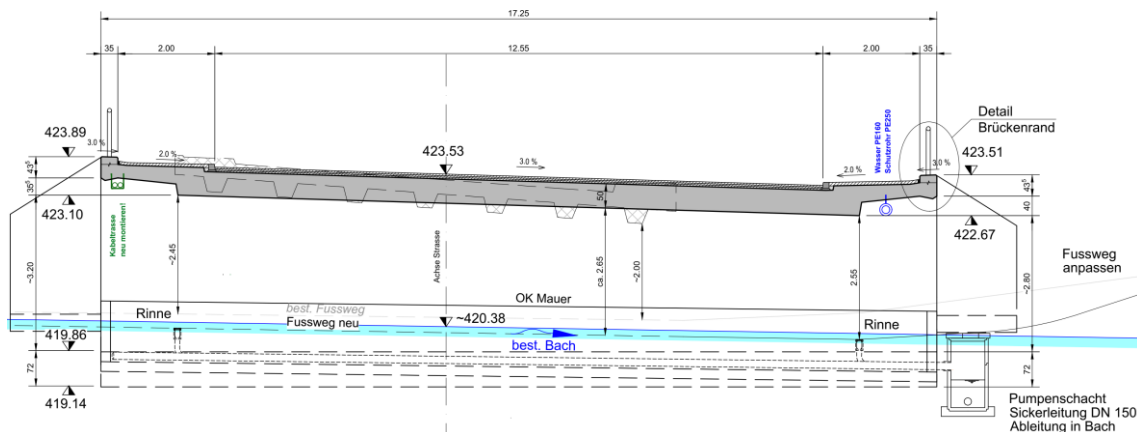 17.25
35
2.00
12.55
2.00
35
Wasser PE160
Schutzrohr PE250
Detail
Brückenrand
423.89
3.0 %
2.0 %
423.53
3.0 %
2.0 %
3.0 %
423.51
43⁵
35⁵
43⁵
40
50
423.10
422.67
Kabeltrasse
neu montieren!
~2.45
Achse Strasse
ca. 2.65
~2.00
2.55
~3.20
~2.80
Fussweg
anpassen
OK Mauer
best. Fussweg
Rinne
Fussweg neu
~420.38
Rinne
best. Bach
419.86
72
72
419.14
Pumpenschacht
Sickerleitung DN 150
Ableitung in Bach